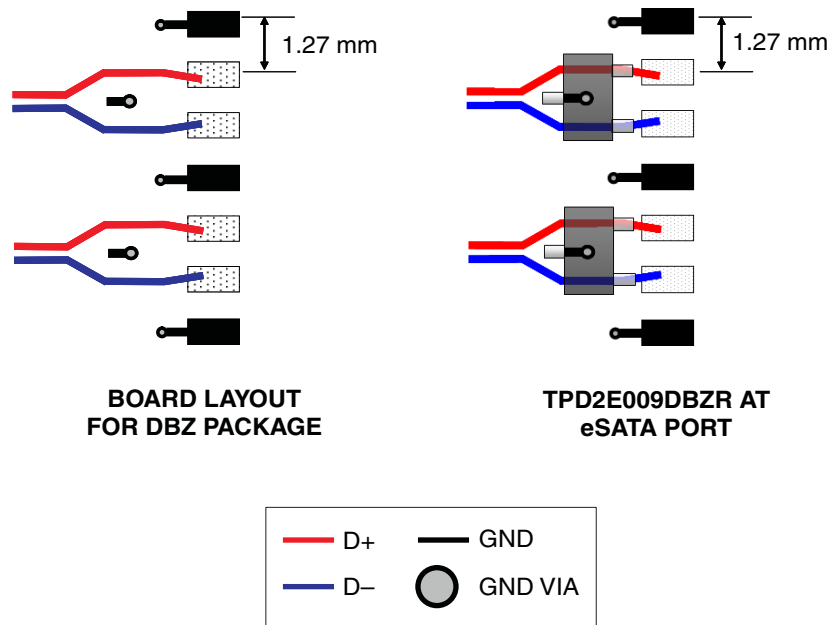 1.27 mm
1.27 mm
BOARD LAYOUT
FOR DBZ PACKAGE
TPD2E009DBZR AT
eSATA PORT
D+
GND
D–
GND VIA